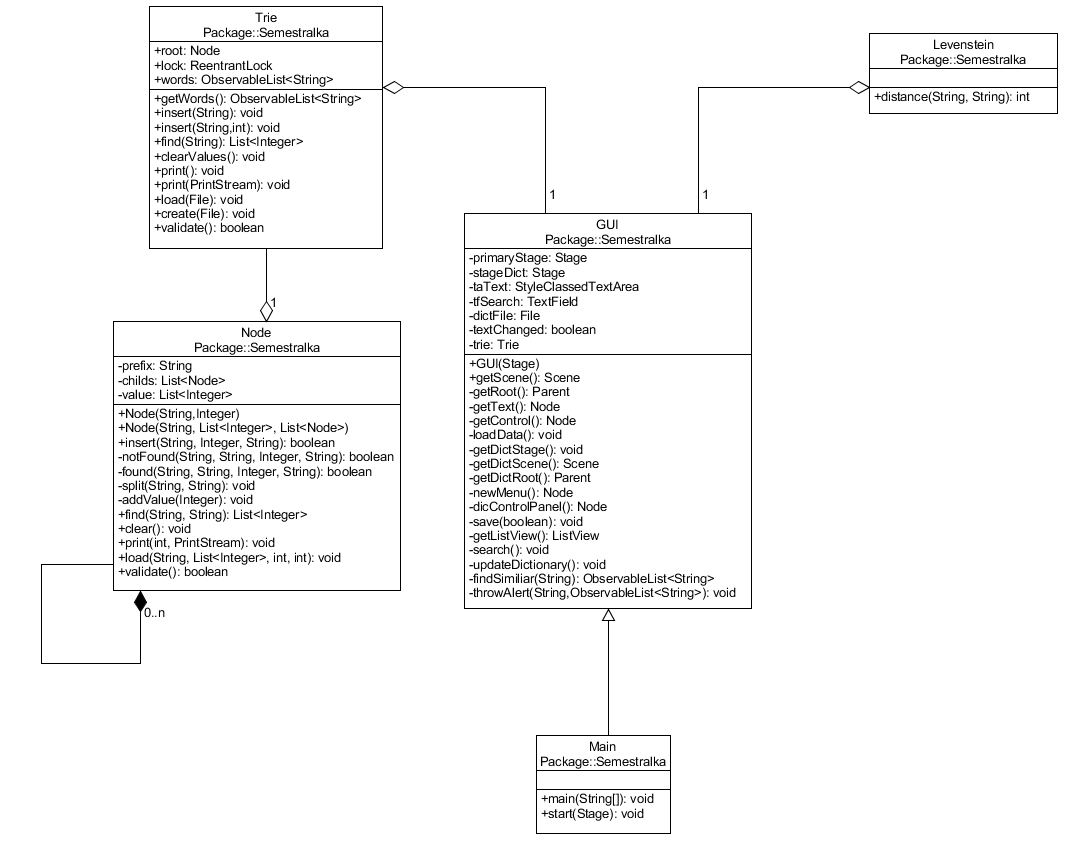 Trie
Package::Semestralka
+root: Node
+lock: ReentrantLock
+words: ObservableList<String>
+getWords(): ObservableList<String>
+insert(String): void
+insert(String,int): void
+find(String): List<Integer>
+clearValues(): void
+print(): void
+print(PrintStream): void
+load(File): void
+create(File): void
+validate(): boolean
Levenstein
Package::Semestralka
+distance(String, String): int
1
1
GUI
Package::Semestralka
-primaryStage: Stage
-stageDict: Stage
-taText: StyleClassedTextArea
-tfSearch: TextField
-dictFile: File
-textChanged: boolean
-trie: Trie
+GUI(Stage)
+getScene(): Scene
-getRoot(): Parent
-getText(): Node
-getControl(): Node
-loadData(): void
-getDictStage(): void
-getDictScene(): Scene
-getDictRoot(): Parent
-newMenu(): Node
-dicControlPanel(): Node
-save(boolean): void
-getListView(): ListView
-search(): void
-updateDictionary(): void
-findSimiliar(String): ObservableList<String>
-throwAlert(String,ObservableList<String>): void
1
Node
Package::Semestralka
-prefix: String
-childs: List<Node>
-value: List<Integer>
+Node(String,Integer)
+Node(String, List<Integer>, List<Node>)
+insert(String, Integer, String): boolean
-notFound(String, String, Integer, String): boolean
-found(String, String, Integer, String): boolean
-split(String, String): void
-addValue(Integer): void
+find(String, String): List<Integer>
+clear(): void
+print(int, PrintStream): void
+load(String, List<Integer>, int, int): void
+validate(): boolean
0..n
Main
Package::Semestralka
+main(String[]): void
+start(Stage): void